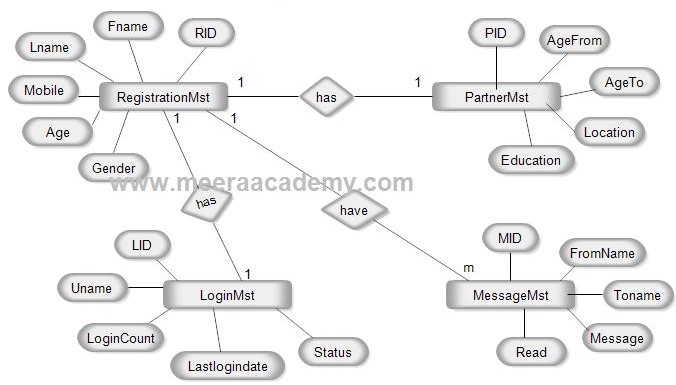 Fname
Lname
RID
Mobile
Age
Gender
RegistrationMst
1
1
1
has
1
PID
AgeFrom
AgeTo
Location
Education
PartnerMst
www.meeraacademy.com
has
have
1
m
LID
Uname
LoginCount
Lastlogindate
Status
LoginMst
MID
FromName
Toname
Message
Read
MessageMst